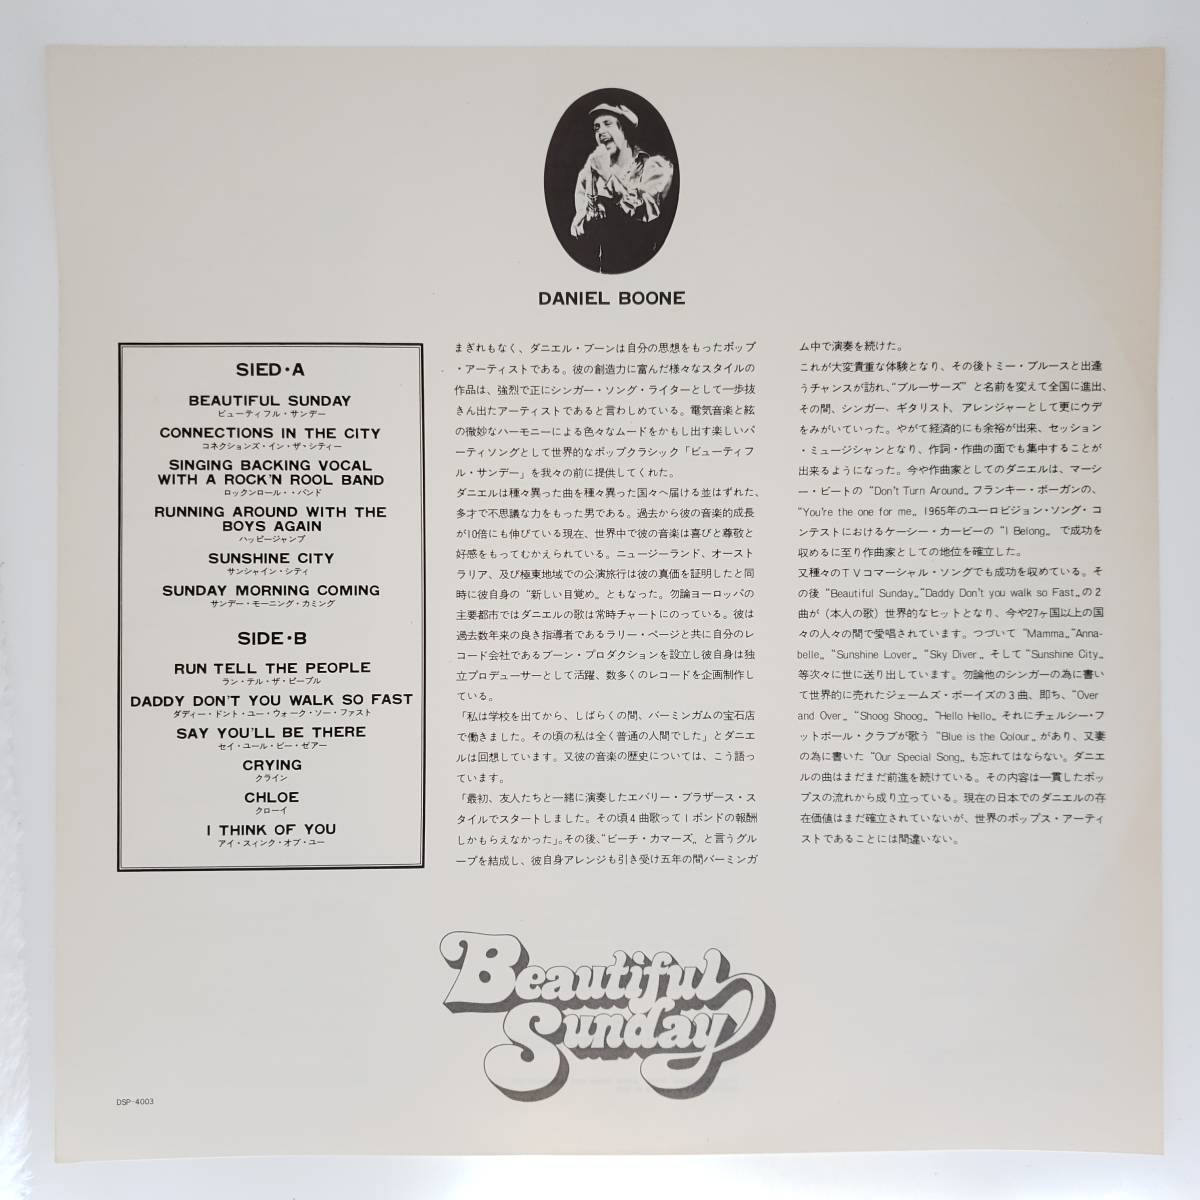 DANIEL BOONE
SIED・A
BEAUTIFUL SUNDAY
ビューティフル・サンデー
CONNECTIONS IN THE CITY
コネクションズ・イン・ザ・シティー
SINGING BACKING VOCAL
WITH A ROCK'N ROOL BAND
ロックンロール・・バンド
RUNNING AROUND WITH THE
BOYS AGAIN
ハッピージャンプ
SUNSHINE CITY
サンシャイン・シティ
SUNDAY MORNING COMING
サンデー・モーニング・カミング
SIDE・B
RUN TELL THE PEOPLE
ラン・テル・ザ・ピープル
DADDY DON'T YOU WALK SO FAST
ダディー・ドント・ユー・ウォーク・ソー・ファスト
SAY YOU'LL BE THERE
セイ・ユール・ビー・ゼアー
CRYING
クライン
CHLOE
クローイ
I THINK OF YOU
アイ・スィンク・オブ・ユー
まぎれもなく、ダニエル・ブーンは自分の思想をもったポップ
・アーティストである。彼の創造力に富んだ様々なスタイルの
作品は、強烈で正にシンガー・ソング・ライターとして一歩抜
きん出たアーティストであると言わしめている。電気音楽と絃
の微妙なハーモニーによる色々なムードをかもし出す楽しいパ
ーティソングとして世界的なポップクラシック「ビューティフ
ル・サンデー」を我々の前に提供してくれた。
ダニエルは種々異った曲を種々異った国々へ届ける並はずれた、
多才で不思議な力をもった男である。過去から彼の音楽的成長
が10倍にも伸びている現在、世界中で彼の音楽は喜びと尊敬と
好感をもってむかえられている。ニュージーランド、オースト
ラリア、及び極東地域での公演旅行は彼の真価を証明したと同
時に彼自身の“新しい目覚め„ともなった。勿論ヨーロッパの
主要都市ではダニエルの歌は常時チャートにのっている。彼は
過去数年来の良き指導者であるラリー・ページと共に自分のレ
コード会社であるブーン・プロダクションを設立し彼自身は独
立プロデューサーとして活躍、数多くのレコードを企画制作し
ている。
「私は学校を出てから、しばらくの間、バーミンガムの宝石店
で働きました。その頃の私は全く普通の人間でした」とダニエ
ルは回想しています。又彼の音楽の歴史については、こう語っ
ています。
「最初、友人たちと一緒に演奏したエバリー・ブラザース・ス
タイルでスタートしました。その頃4曲歌って1ポンドの報酬
しかもらえなかった」。その後、“ビーチ・カマーズ„と言うグル
ープを結成し、彼自身アレンジも引き受け五年の間バーミンガ
ム中で演奏を続けた。
これが大変貴重な体験となり、その後トミー・ブルースと出逢
うチャンスが訪れ、“ブルーサーズ”と名前を変えて全国に進出、
その間、シンガー、ギタリスト、アレンジャーとして更にウデ
をみがいていった。やがて経済的にも余裕が出来、セッション
・ミュージシャンとなり、作詞・作曲の面でも集中することが
出来るようになった。今や作曲家としてのダニエルは、マーシ
ー・ビートの“Don't Turn Around„フランキー・ボーガンの、
“You're the one for me„ 1965年のユーロビジョン・ソング・コ
ンテストにおけるケーシー・カービーの“I Belong„ で成功を
収めるに至り作曲家としての地位を確立した。
又種々のTVコマーシャル・ソングでも成功を収めている。そ
の後“Beautiful Sunday„“Daddy Don't you walk so Fast„の2
曲が（本人の歌）世界的なヒットとなり、今や27ヶ国以上の国
々の人々の間で愛唱されています。つづいて“Mamma„“Anna-
belle„ “Sunshine Lover„ “Sky Diver„ そして“Sunshine City„
等次々に世に送り出しています。勿論他のシンガーの為に書い
て世界的に売れたジェームズ・ボーイズの3曲、即ち、“Over
and Over„ “Shoog Shoog„ “Hello Hello„ それにチェルシー・フ
ットボール・クラブが歌う“Blue is the Colour„があり、又妻
の為に書いた“Our Special Song„も忘れてはならない。ダニエ
ルの曲はまだまだ前進を続けている。その内容は一貫したポッ
プスの流れから成り立っている。現在の日本でのダニエルの存
在価値はまだ確立されていないが、世界のポップス・アーティ
ストであることには間違いない。
Beautiful
Sunday
DSP-4003